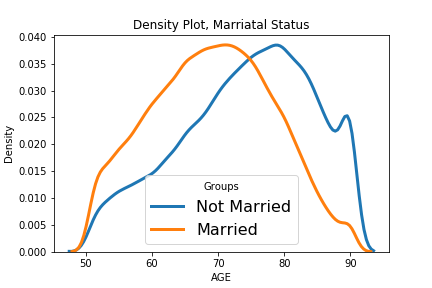 Density Plot, Marriatal Status
Density
0.040
0.035
0.030
0.025
0.020
0.015
0.010
0.005
0.000
Groups
Not Married
Married
50 60 70 80 90
AGE